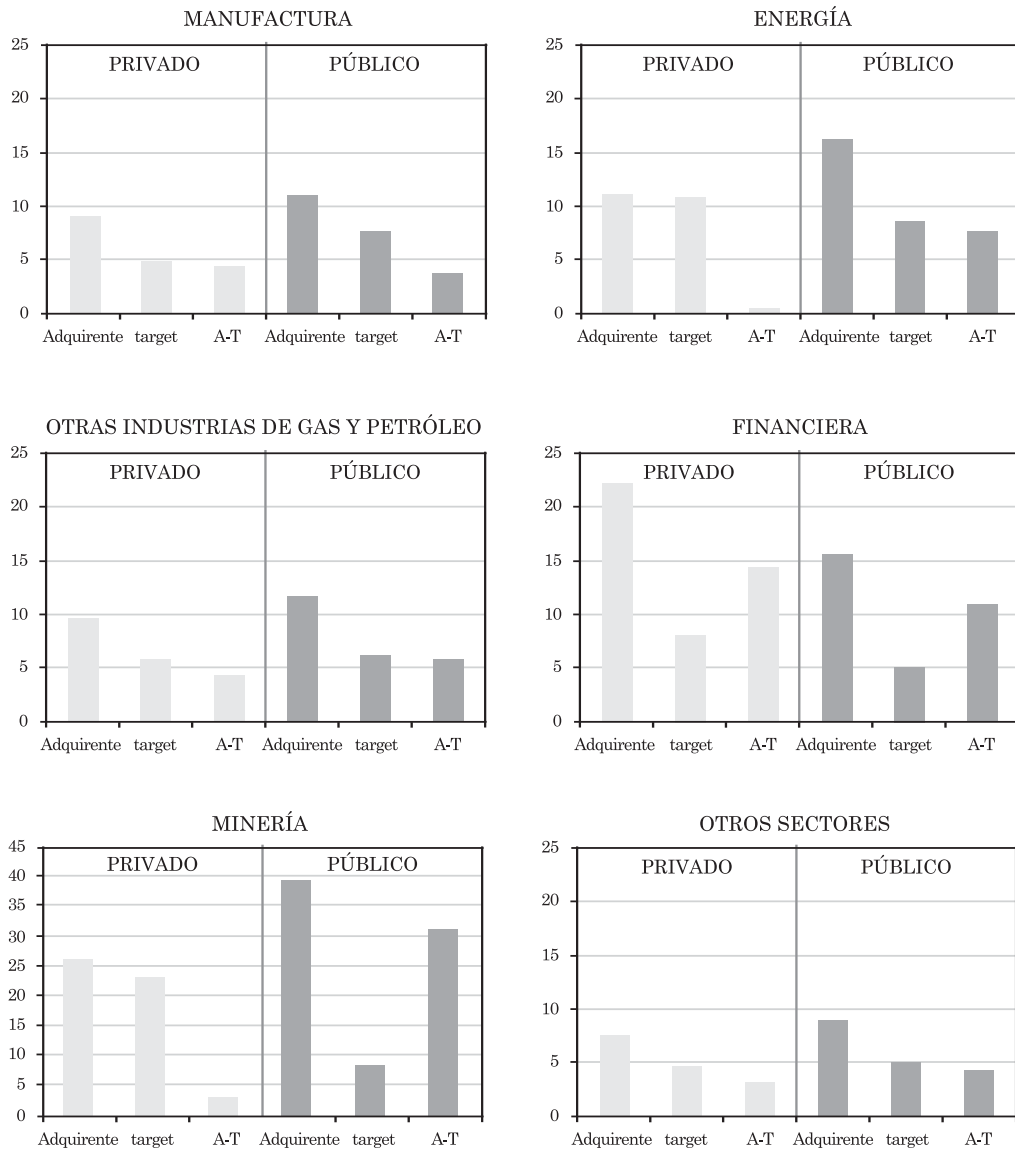 MANUFACTURA
25
PRIVADO PÚBLICO
20
15
10
5
0
Adquirente target A-T Adquirente target A-T
ENERGÍA
25
PRIVADO PÚBLICO
20
15
10
5
0
Adquirente target A-T Adquirente target A-T
OTRAS INDUSTRIAS DE GAS Y PETRÓLEO
25
PRIVADO PÚBLICO
20
15
10
5
0
Adquirente target A-T Adquirente target A-T
FINANCIERA
25
PRIVADO PÚBLICO
20
15
10
5
0
Adquirente target A-T Adquirente target A-T
MINERÍA
45
PRIVADO PÚBLICO
40
35
30
25
20
15
10
5
0
Adquirente target A-T Adquirente target A-T
OTROS SECTORES
25
PRIVADO PÚBLICO
20
15
10
5
0
Adquirente target A-T Adquirente target A-T